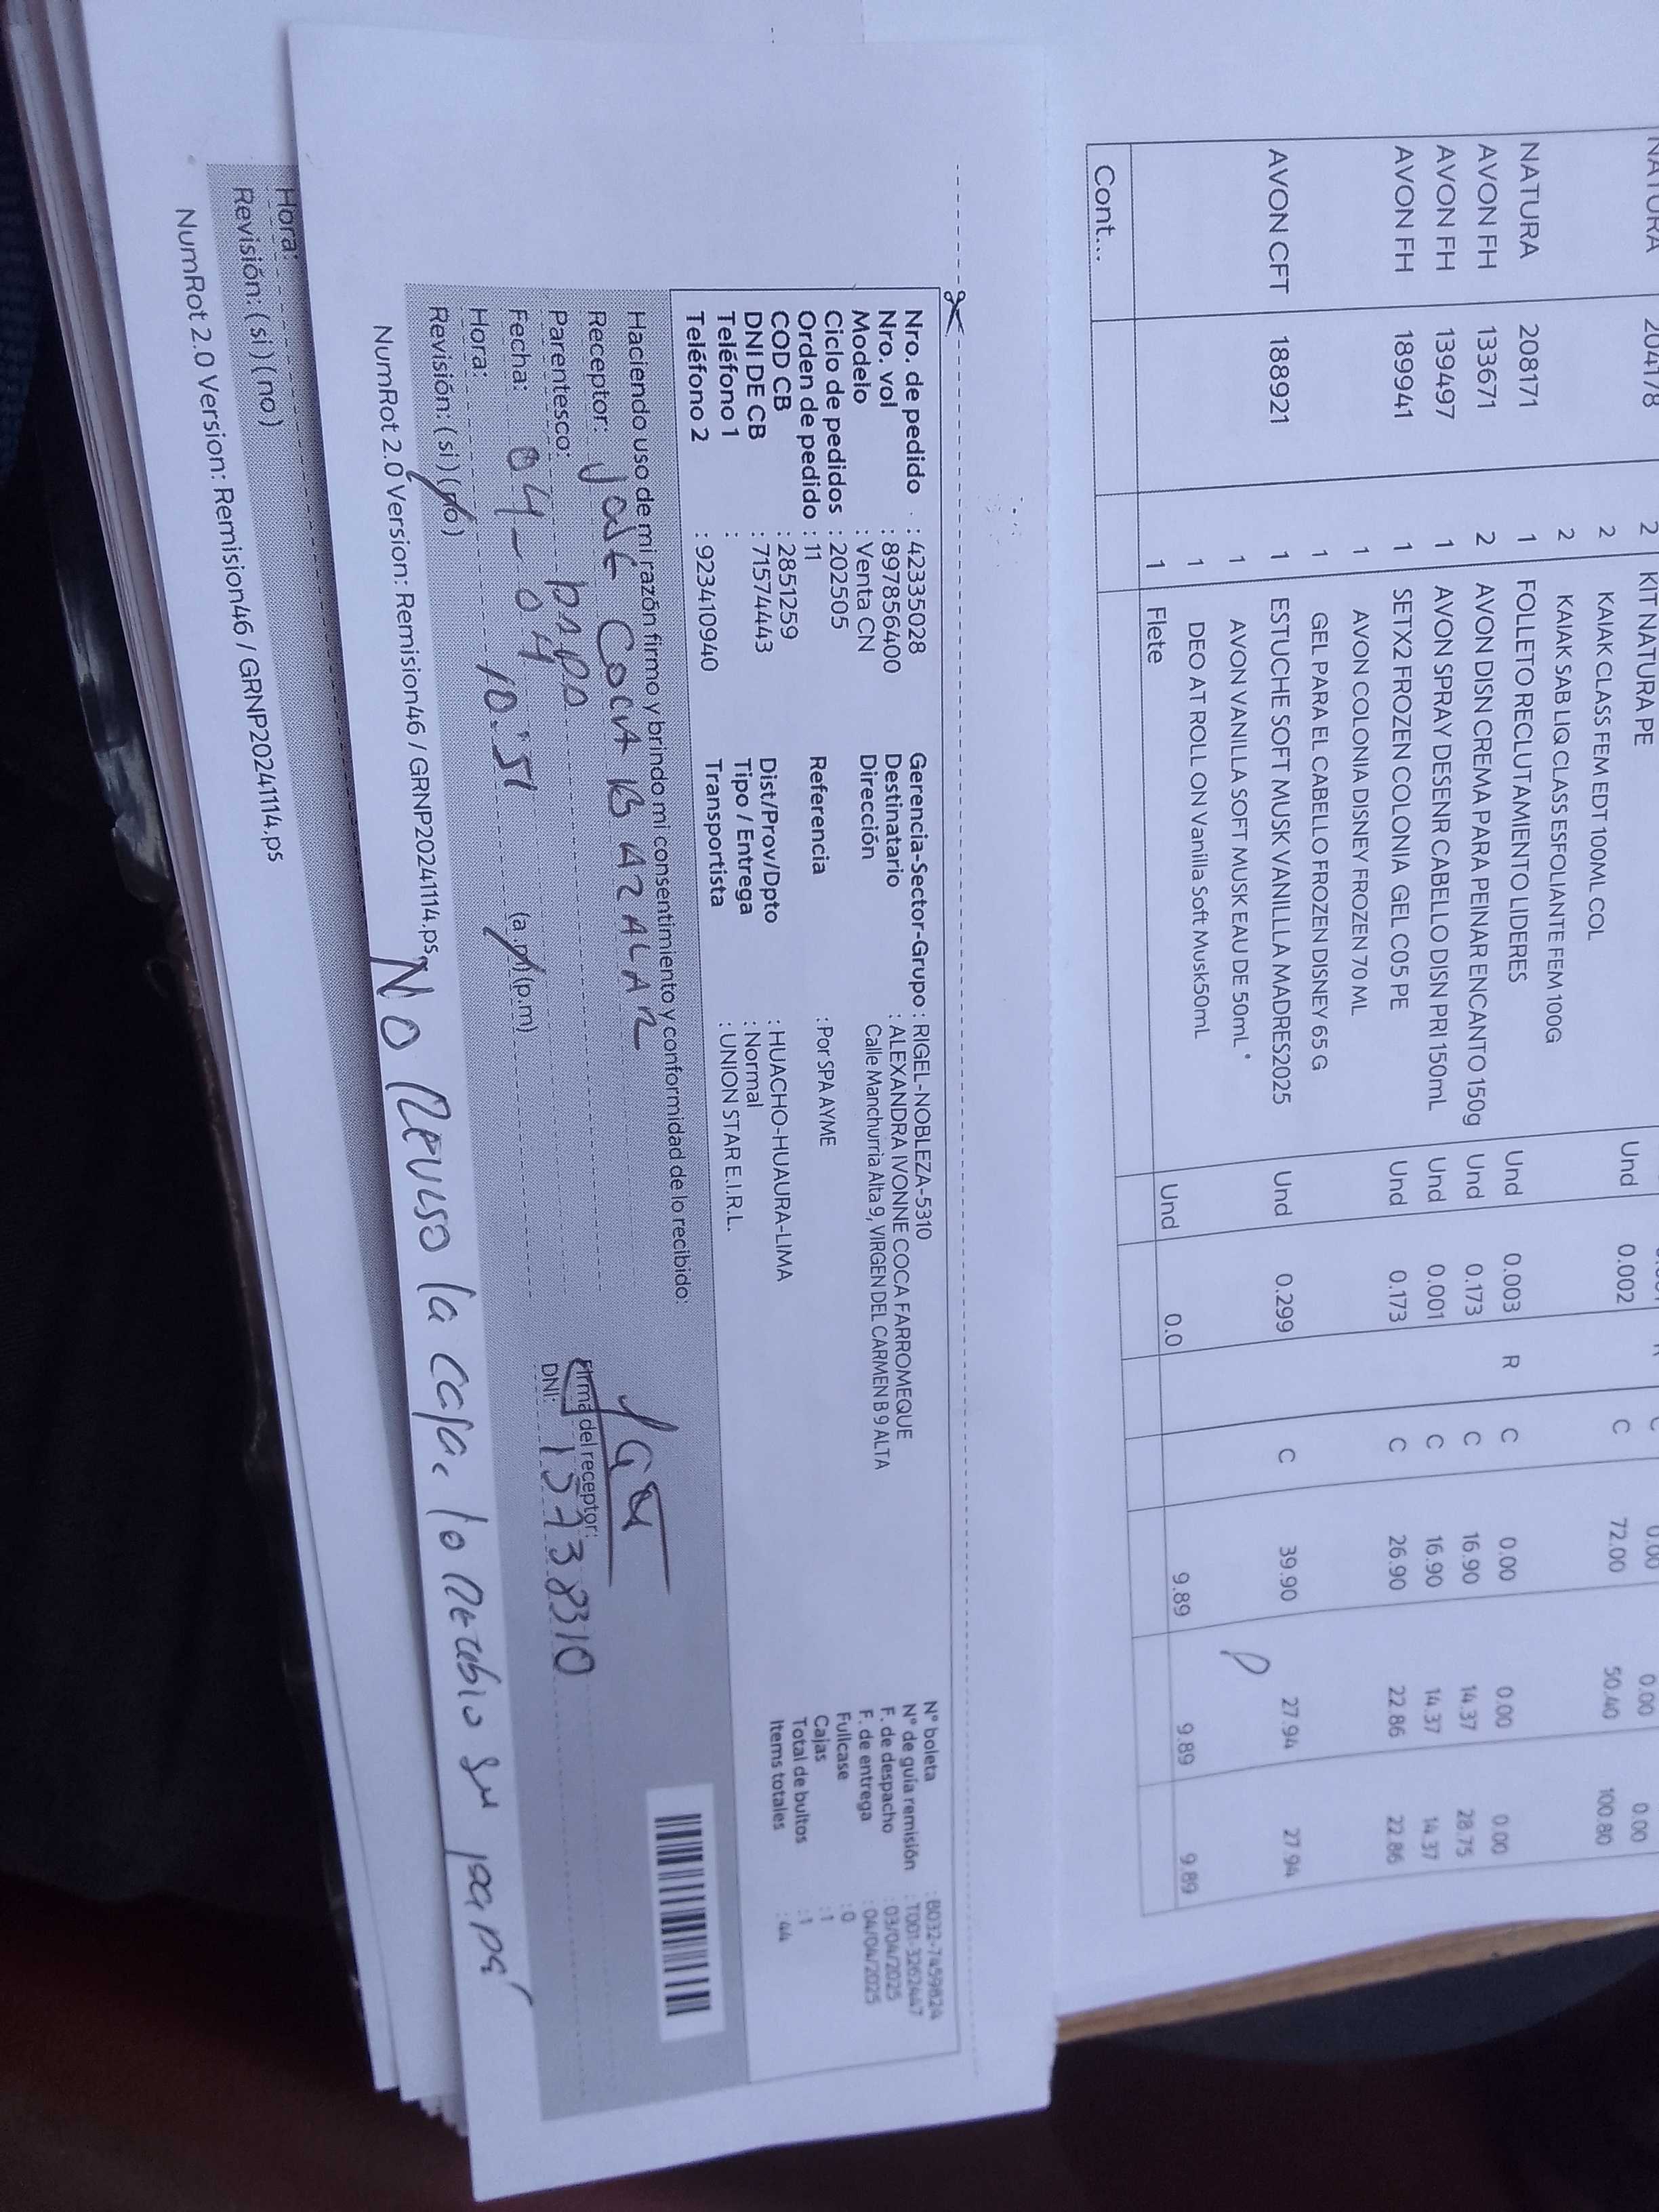 NATURA 204178 2 KIT NATURA PE 0.00 0.00
2 KAIAK CLASS FEM EDT 100ML COL Und 0.002 C 72.00 50.40 100.80
2 KAIAK SAB LIQ CLASS ESFOLIANTE FEM 100G
NATURA 208171 1 FOLLETO RECLUTAMIENTO LIDERES Und 0.003 R C 0.00 0.00 0.00
AVON FH 133671 2 AVON DISN CREMA PARA PEINAR ENCANTO 150g Und 0.173 C 16.90 14.37 28.75
AVON FH 139497 1 AVON SPRAY DESENR CABELLO DISN PRI 150mL Und 0.001 C 16.90 14.37 14.37
AVON FH 189941 1 SETX2 FROZEN COLONIA GEL C05 PE Und 0.173 C 26.90 22.86 22.86
1 AVON COLONIA DISNEY FROZEN 70 ML
1 GEL PARA EL CABELLO FROZEN DISNEY 65 G
AVON CFT 188921 1 ESTUCHE SOFT MUSK VANILLA MADRES2025 Und 0.299 C 39.90 27.94 27.94
1 AVON VANILLA SOFT MUSK EAU DE 50mL
1 DEO AT ROLL ON Vanilla Soft Musk50mL
1 Flete Und 0.0 9.89 9.89 9.89
Cont...
Nro. de pedido : 42335028 Gerencia-Sector-Grupo : RIGEL-NOBLEZA-5310 N° boleta : B032-7459824
Nro. vol : 897856400 Destinatario : ALEXANDRA IVONNE COCA FARROMEQUE N° de guía remisión : T001-3262447
Modelo : Venta CN Dirección Calle Manchurria Alta 9, VIRGEN DEL CARMEN B 9 ALTA F. de despacho : 03/04/2025
Ciclo de pedidos : 202505 F. de entrega : 04/04/2025
Orden de pedido : 11 Referencia : Por SPA AYME Fullcase : 0
COD CB : 2851259 Cajas : 1
DNI DE CB : 71574443 Dist/Prov/Dpto : HUACHO-HUAURA-LIMA Total de bultos : 1
Teléfono 1 : Tipo / Entrega : Normal Items totales : 44
Teléfono 2 : 923410940 Transportista : UNION STAR E.I.R.L.
Haciendo uso de mi razón firmo y brindo mi consentimiento y conformidad de lo recibido:
Receptor: José Coca
Parentesco: papa Firma del receptor:
Fecha: 04-04 DNI: 15738310
Hora: 10:51 (a.m) (p.m)
Revisión: ( si ) ( no )
NumRot 2.0 Version: Remision46 / GRNP20241114.ps
No Reviso la caja. lo Recibio su papá
Hora:
Revisión: ( si ) ( no )
NumRot 2.0 Version: Remision46 / GRNP20241114.ps